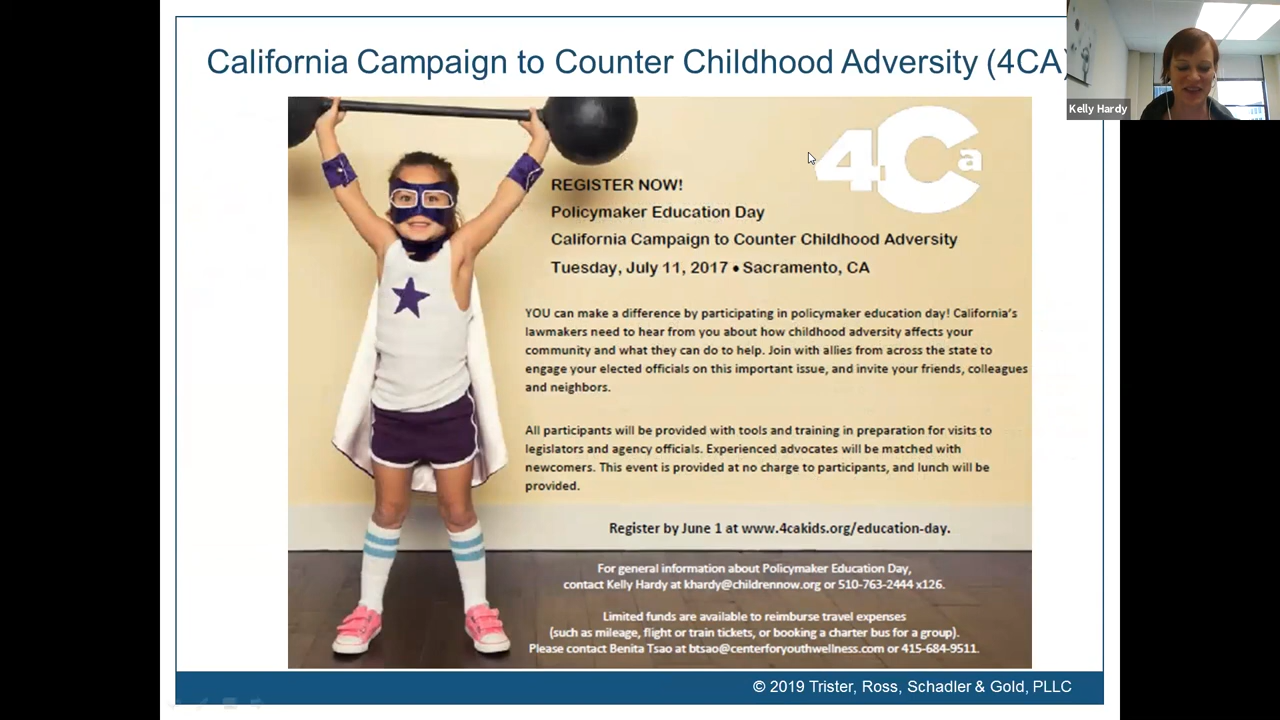 California Campaign to Counter Childhood Adversity (4CA)
Kelly Hardy
4Ca
REGISTER NOW!
Policymaker Education Day
California Campaign to Counter Childhood Adversity
Tuesday, July 11, 2017 • Sacramento, CA
YOU can make a difference by participating in policymaker education day! California's
lawmakers need to hear from you about how childhood adversity affects your
community and what they can do to help. Join with allies from across the state to
engage your elected officials on this important issue, and invite your friends, colleagues
and neighbors.
All participants will be provided with tools and training in preparation for visits to
legislators and agency officials. Experienced advocates will be matched with
newcomers. This event is provided at no charge to participants, and lunch will be
provided.
Register by June 1 at www.4cakids.org/education-day.
For general information about Policymaker Education Day,
contact Kelly Hardy at khardy@childrennow.org or 510-763-2444 x126.
Limited funds are available to reimburse travel expenses
(such as mileage, flight or train tickets, or booking a charter bus for a group).
Please contact Benita Tsao at btsao@centerforyouthwellness.com or 415-684-9511.
© 2019 Trister, Ross, Schadler & Gold, PLLC